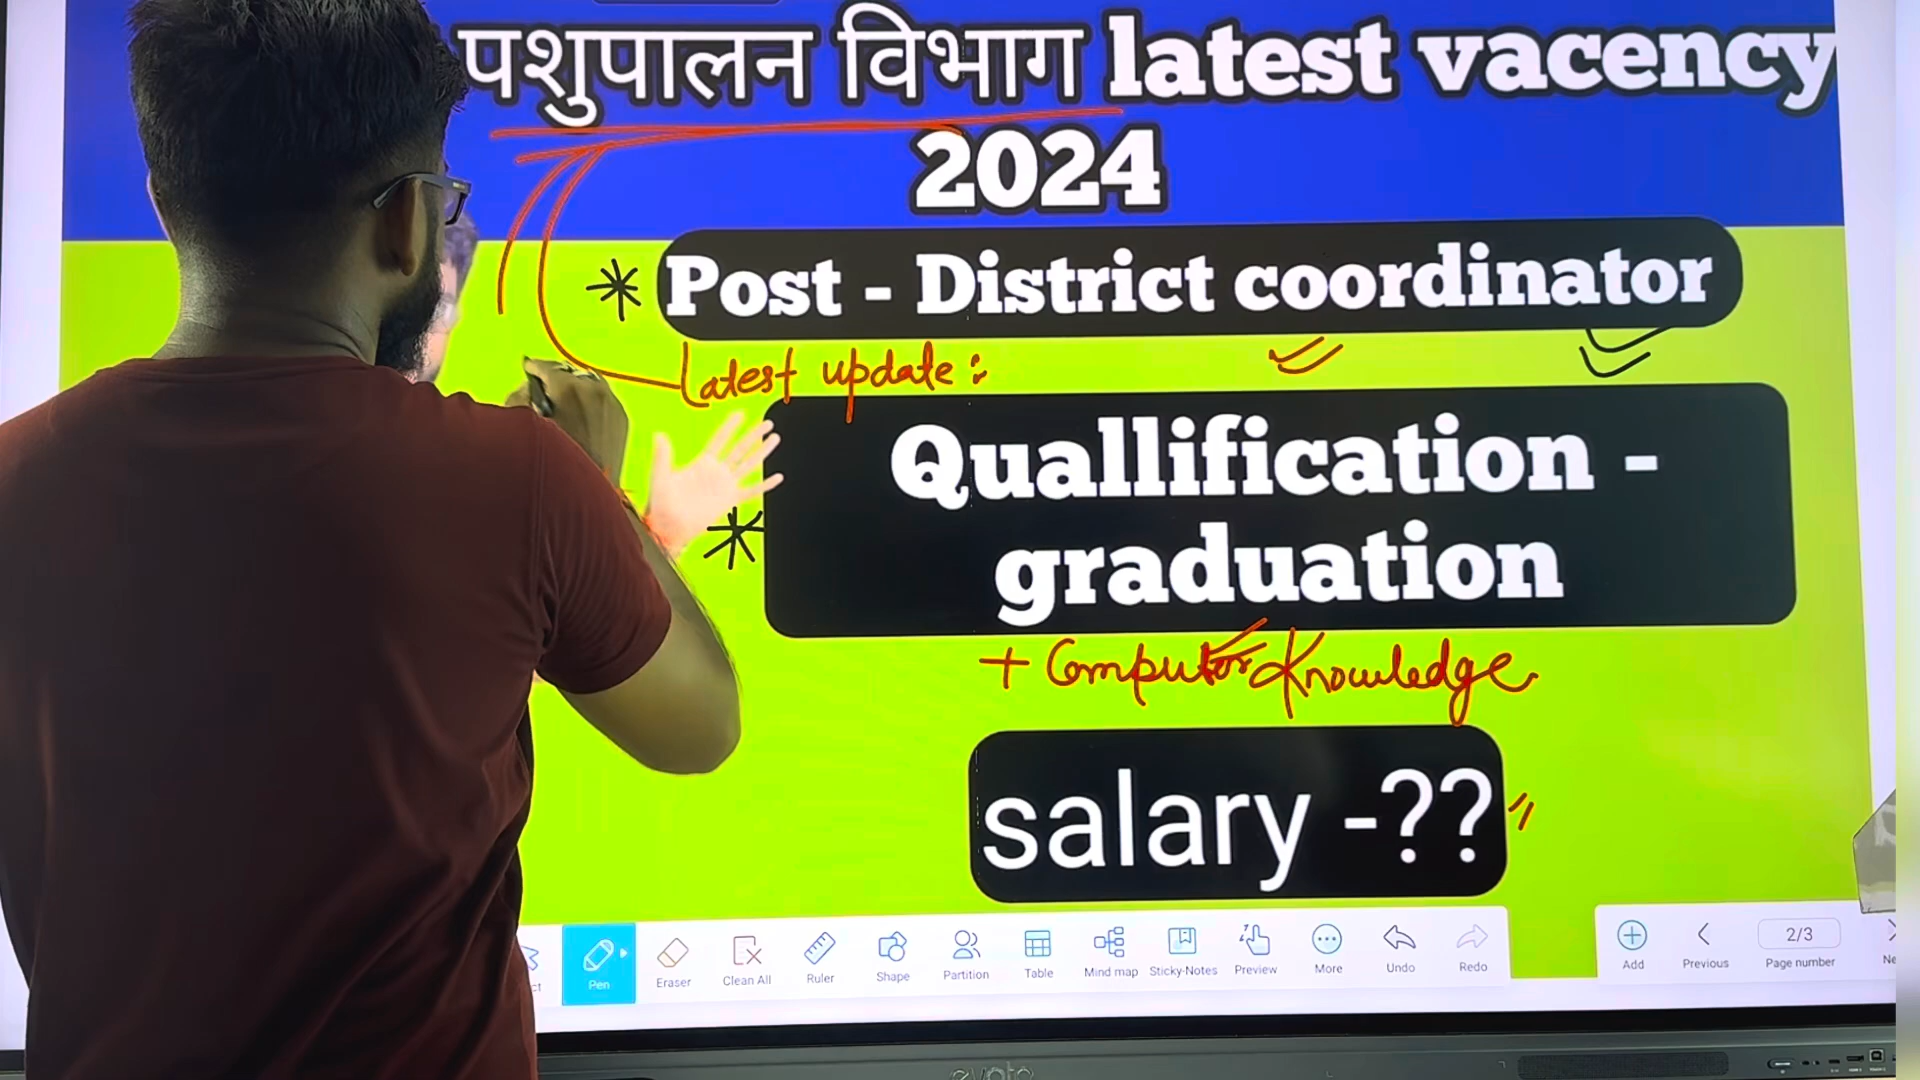 पशुपालन विभाग latest vacency
2024
Post - District coordinator
Latest update :
Quallification -
graduation
+ Computer Knowledge
salary -??
Pen
Eraser
Clean All
Ruler
Shape
Partition
Table
Mind map
Sticky-Notes
Preview
More
Undo
Redo
Add
Previous
2/3
Page number